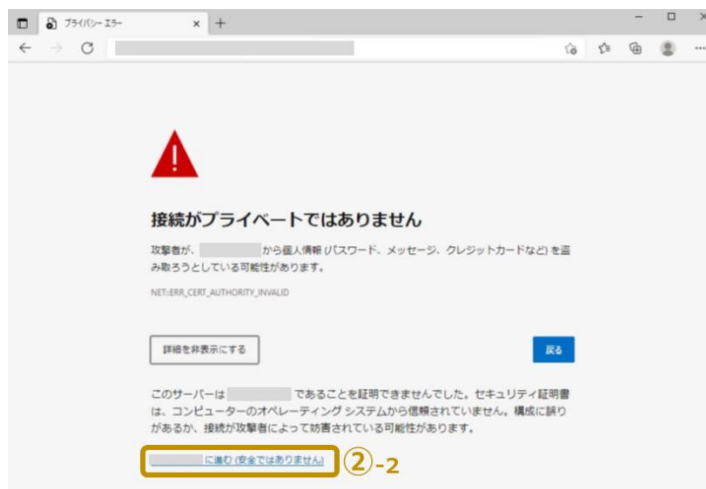 プライバシー エラー
接続がプライベートではありません
攻撃者が、 から個人情報 (パスワード、メッセージ、クレジットカードなど) を盗
み取ろうとしている可能性があります。
NET::ERR_CERT_AUTHORITY_INVALID
詳細を非表示にする
戻る
このサーバーは であることを証明できませんでした。セキュリティ証明書
は、コンピューターのオペレーティング システムから信頼されていません。構成に誤り
があるか、接続が攻撃者によって妨害されている可能性があります。
に進む (安全ではありません)
②-2